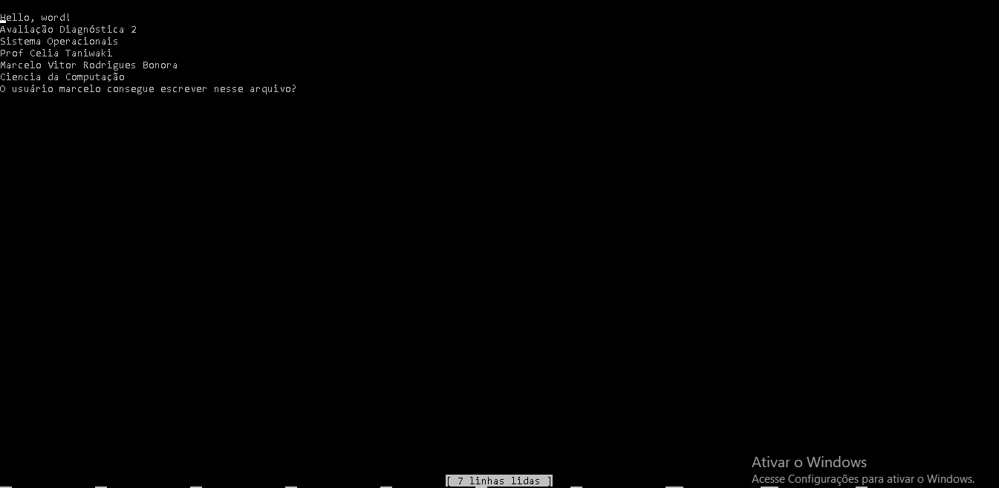 Hello, word!
Avaliação Diagnóstica 2
Sistema Operacionais
Prof Celia Taniwaki
Marcelo Vitor Rodrigues Bonora
Ciencia da Computação
O usuário marcelo consegue escrever nesse arquivo?
[ 7 linhas lidas ]
Ativar o Windows
Acesse Configurações para ativar o Windows.